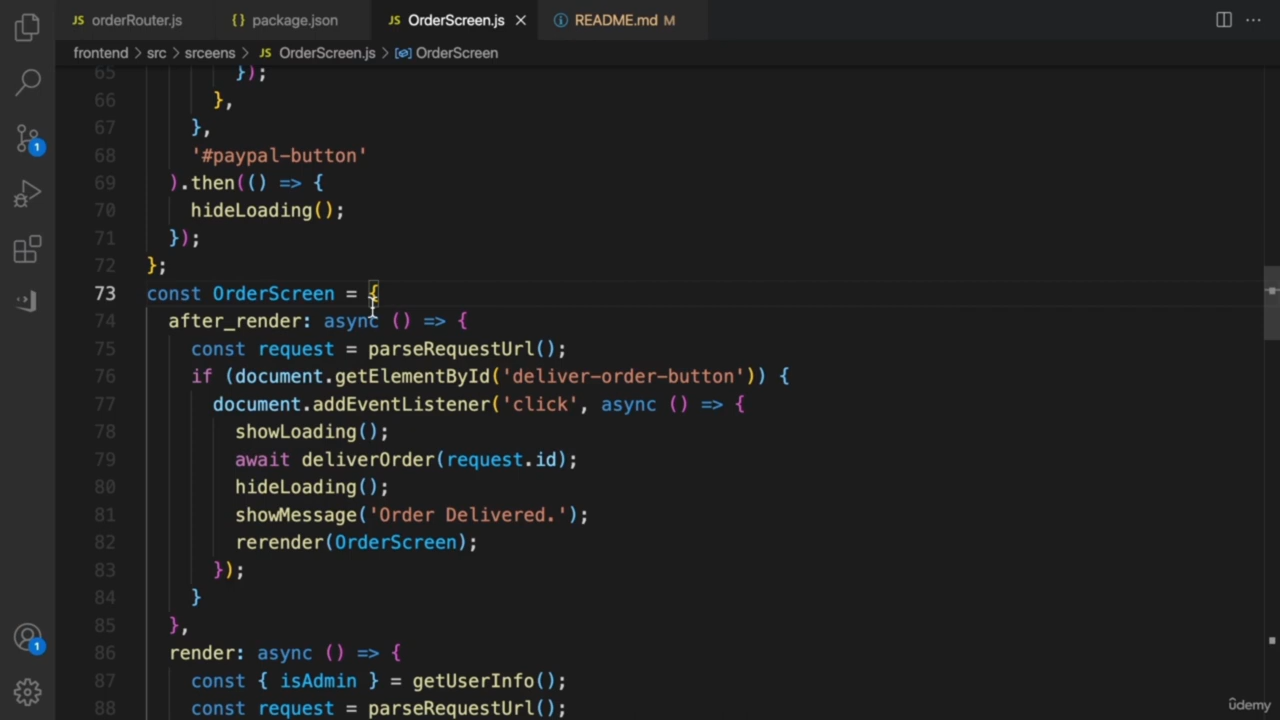 orderRouter.js
{} package.json
JS OrderScreen.js ×
README.md M
frontend > src > srceens > JS OrderScreen.js > OrderScreen
65 });
66 },
67 },
68 '#paypal-button'
69 ).then(() => {
70 hideLoading();
71 });
72 };
73 const OrderScreen = {
74 after_render: async () => {
75 const request = parseRequestUrl();
76 if (document.getElementById('deliver-order-button')) {
77 document.addEventListener('click', async () => {
78 showLoading();
79 await deliverOrder(request.id);
80 hideLoading();
81 showMessage('Order Delivered.');
82 rerender(OrderScreen);
83 });
84 }
85 },
86 render: async () => {
87 const { isAdmin } = getUserInfo();
88 const request = parseRequestUrl();
1
1
ûdemy